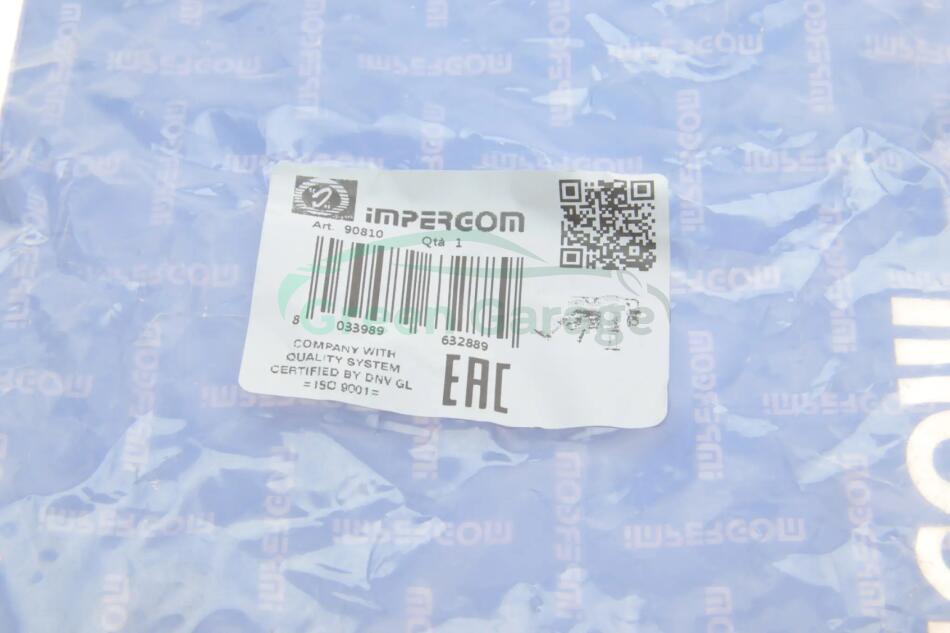 impergom
Art. 90810 Qtà 1
8 033989 632889
COMPANY WITH
QUALITY SYSTEM
CERTIFIED BY DNV GL
=ISO 9001=
EAC
Green Garage